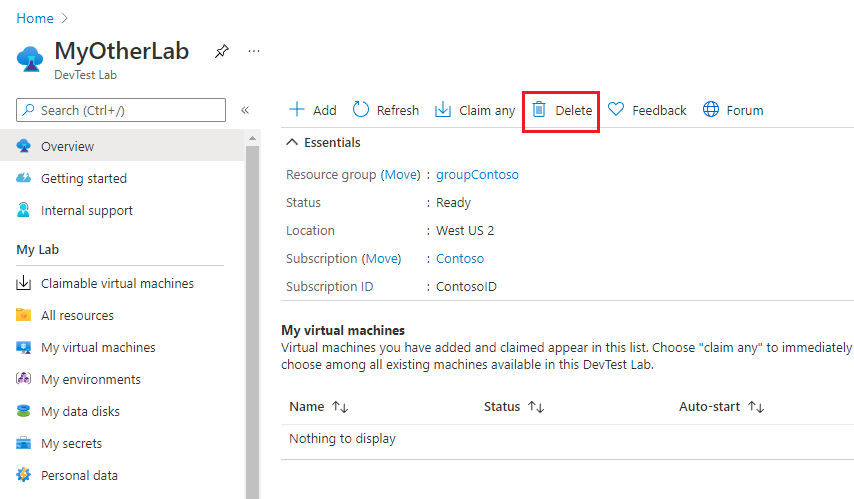 Home
MyOtherLab
DevTest Lab
Search (Ctrl+/)
Overview
Getting started
Internal support
My Lab
Claimable virtual machines
All resources
My virtual machines
My environments
My data disks
My secrets
Personal data
Add Refresh Claim any Delete Feedback Forum
Essentials
Resource group (Move) : groupContoso
Status : Ready
Location : West US 2
Subscription (Move) : Contoso
Subscription ID : ContosoID
My virtual machines
Virtual machines you have added and claimed appear in this list. Choose "claim any" to immediately
choose among all existing machines available in this DevTest Lab.
Name Status Auto-start
Nothing to display